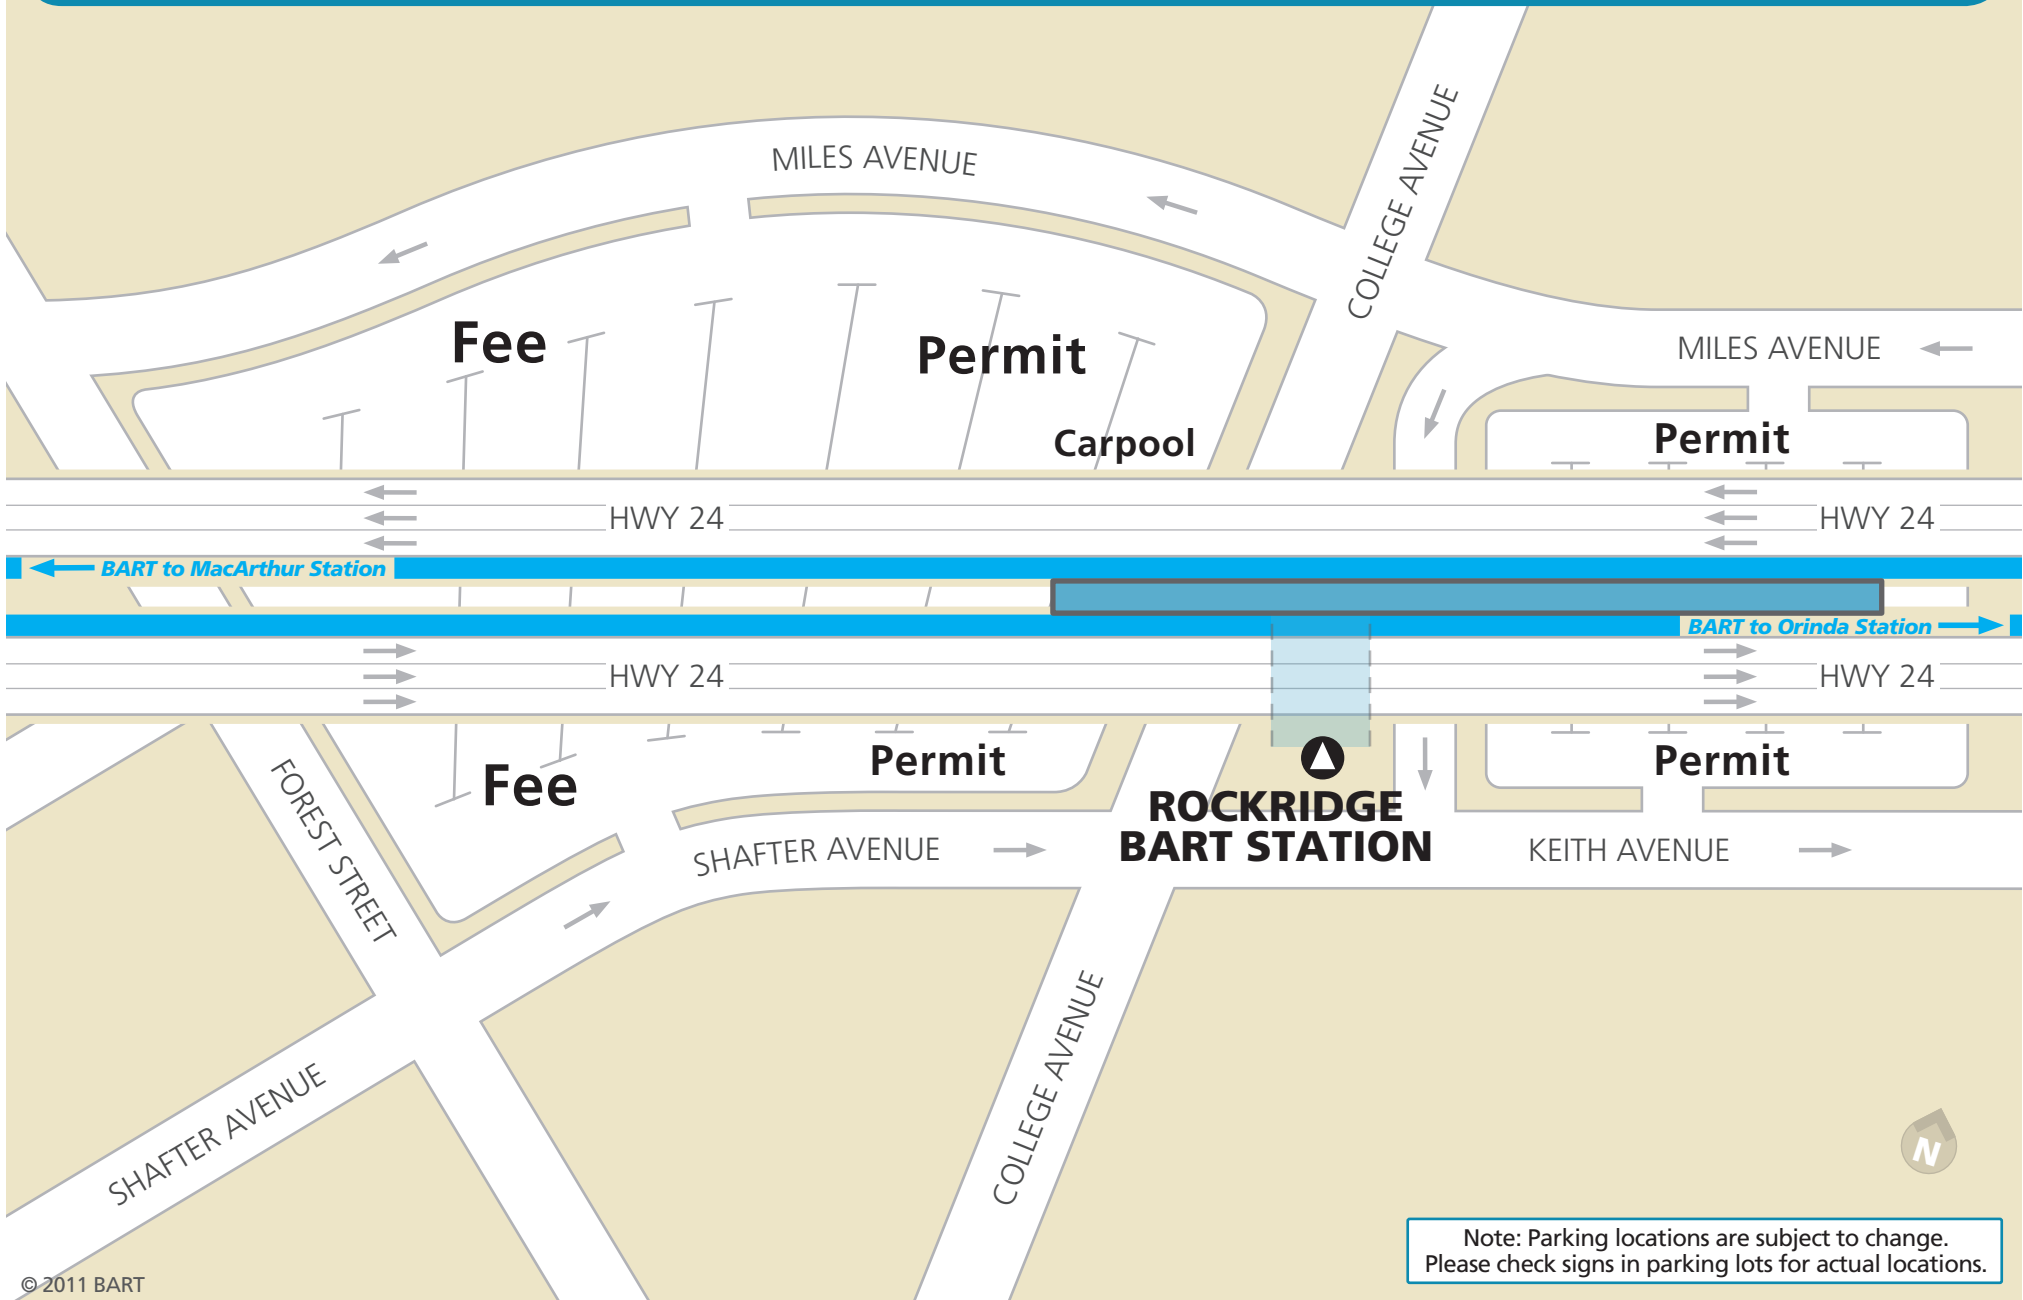 MILES AVENUE
COLLEGE AVENUE
Fee
Permit
MILES AVENUE
Carpool
Permit
HWY 24
HWY 24
BART to MacArthur Station
BART to Orinda Station
HWY 24
HWY 24
Fee
Permit
Permit
FOREST STREET
ROCKRIDGE
BART STATION
SHAFTER AVENUE
KEITH AVENUE
COLLEGE AVENUE
SHAFTER AVENUE
N
Note: Parking locations are subject to change.
Please check signs in parking lots for actual locations.
© 2011 BART